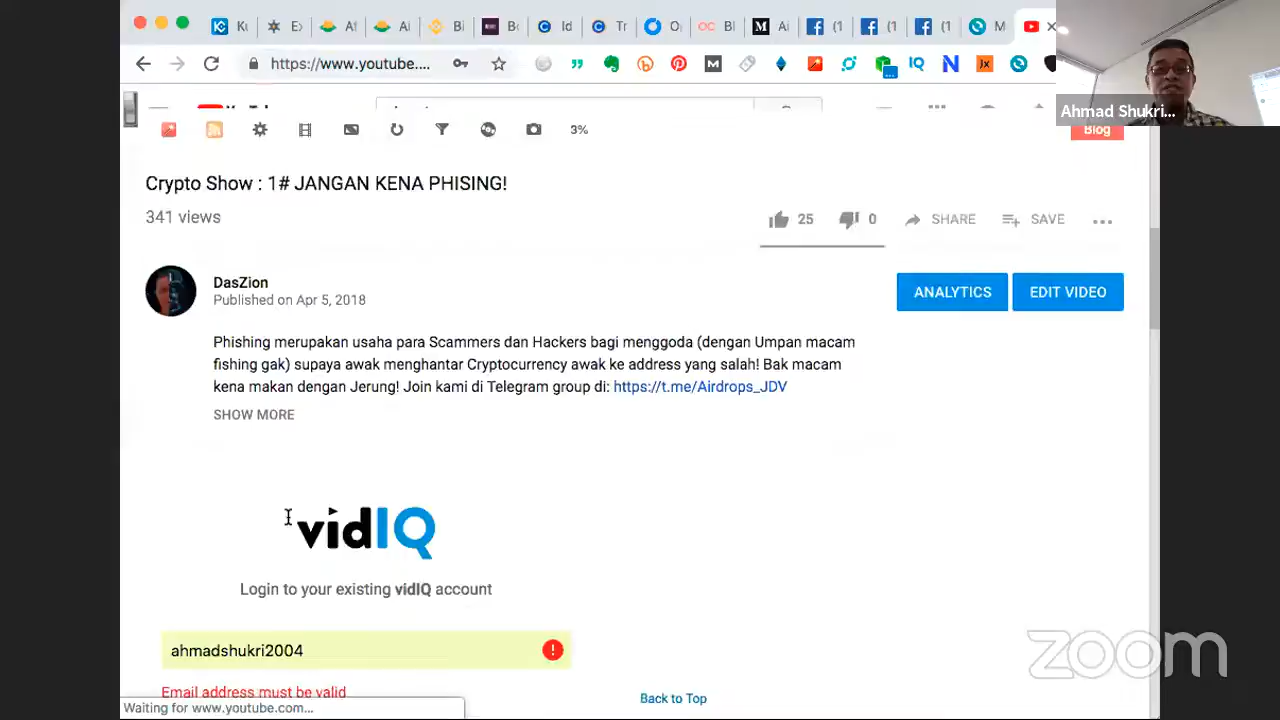 https://www.youtube....
Ahmad Shukri...
3%
Blog
Crypto Show : 1# JANGAN KENA PHISING!
341 views
25
0
SHARE
SAVE
DasZion
Published on Apr 5, 2018
ANALYTICS
EDIT VIDEO
Phishing merupakan usaha para Scammers dan Hackers bagi menggoda (dengan Umpan macam
fishing gak) supaya awak menghantar Cryptocurrency awak ke address yang salah! Bak macam
kena makan dengan Jerung! Join kami di Telegram group di: https://t.me/Airdrops_JDV
SHOW MORE
vidIQ
Login to your existing vidIQ account
ahmadshukri2004
Email address must be valid
zoom
Back to Top
Waiting for www.youtube.com...